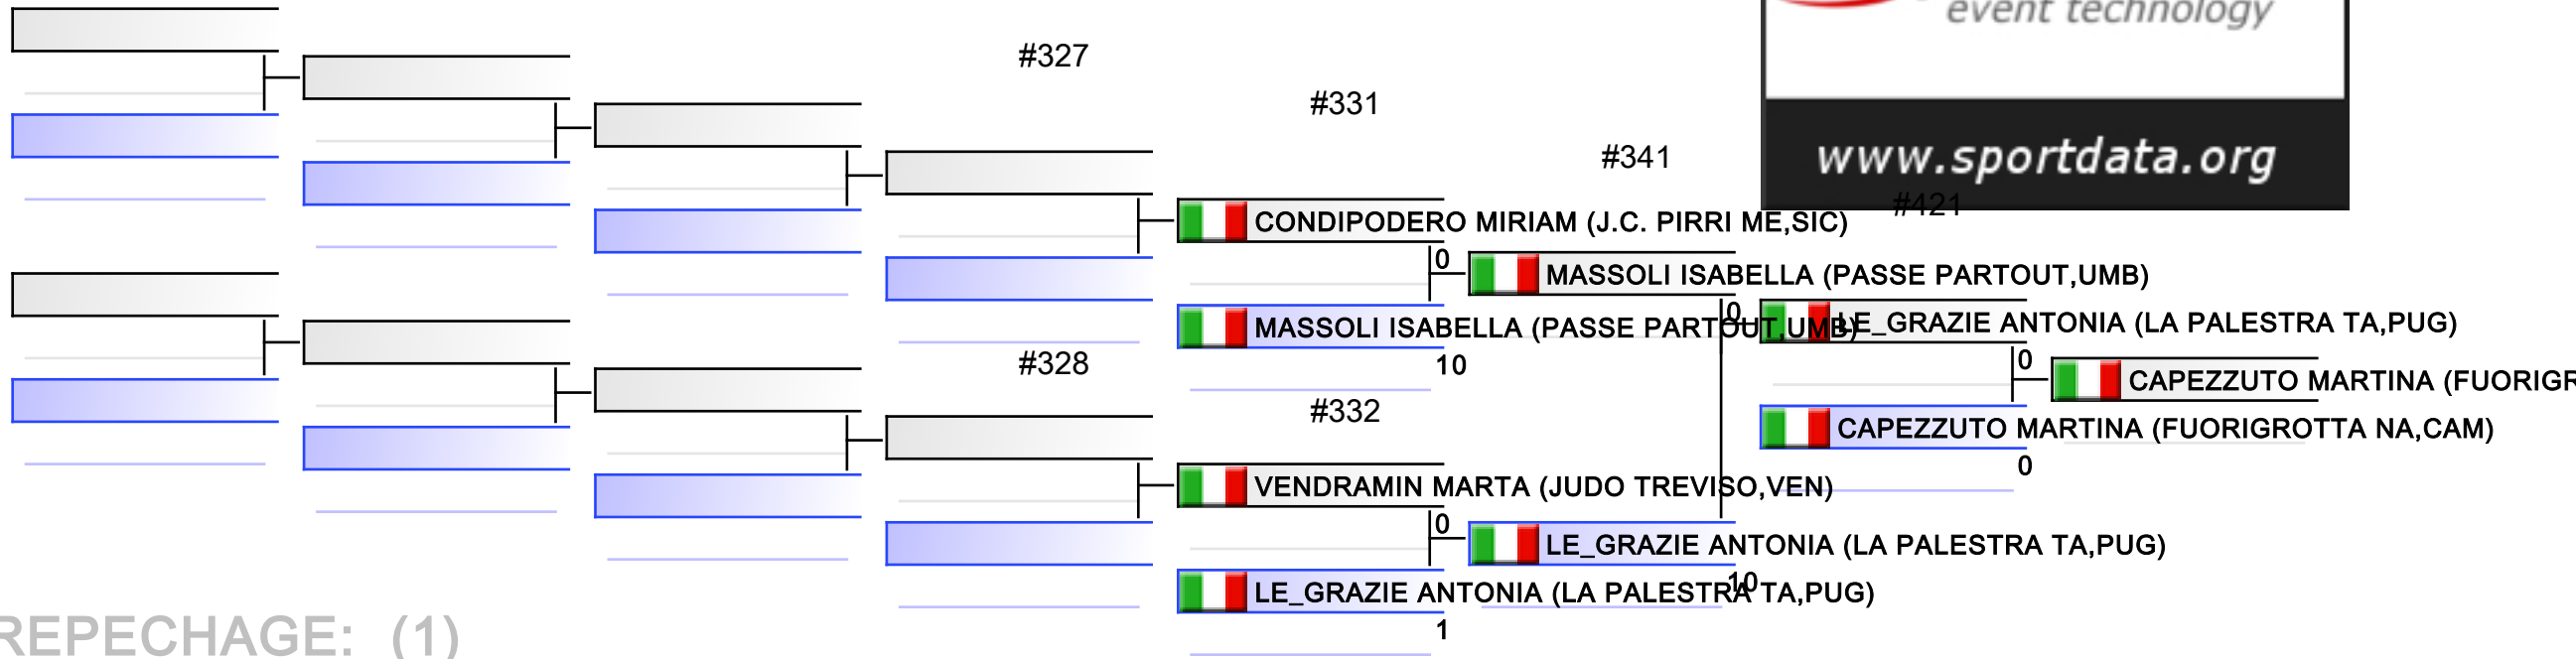 event technology
#327
#331
#341
www.sportdata.org
#421
CONDIPODERO MIRIAM (J.C. PIRRI ME,SIC)
0
MASSOLI ISABELLA (PASSE PARTOUT,UMB)
0
LE_GRAZIE ANTONIA (LA PALESTRA TA,PUG)
MASSOLI ISABELLA (PASSE PARTOUT,UMB)
10
0
#328
CAPEZZUTO MARTINA (FUORIGR
#332
CAPEZZUTO MARTINA (FUORIGROTTA NA,CAM)
0
VENDRAMIN MARTA (JUDO TREVISO,VEN)
0
LE_GRAZIE ANTONIA (LA PALESTRA TA,PUG)
10
LE_GRAZIE ANTONIA (LA PALESTRA TA,PUG)
1
REPECHAGE: (1)